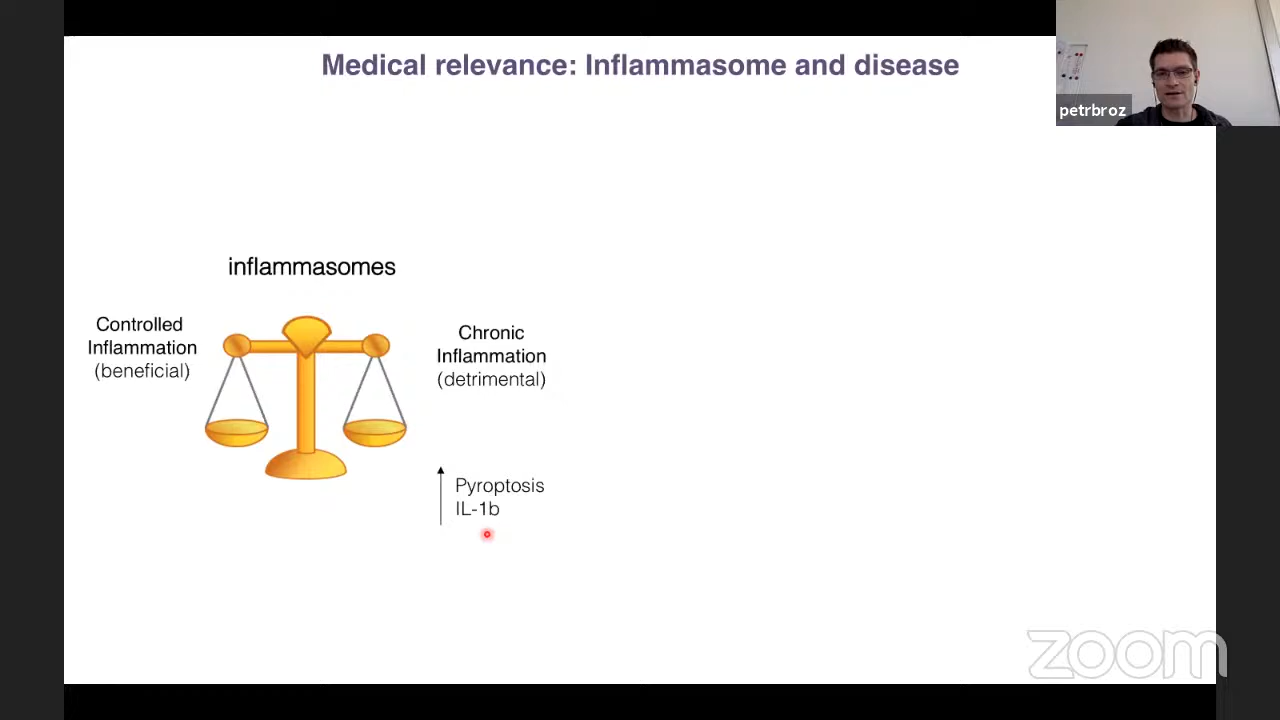 Medical relevance: Inflammasome and disease
petrbroz
inflammasomes
Controlled
Inflammation
(beneficial)
Chronic
Inflammation
(detrimental)
Pyroptosis
IL-1b
zoom